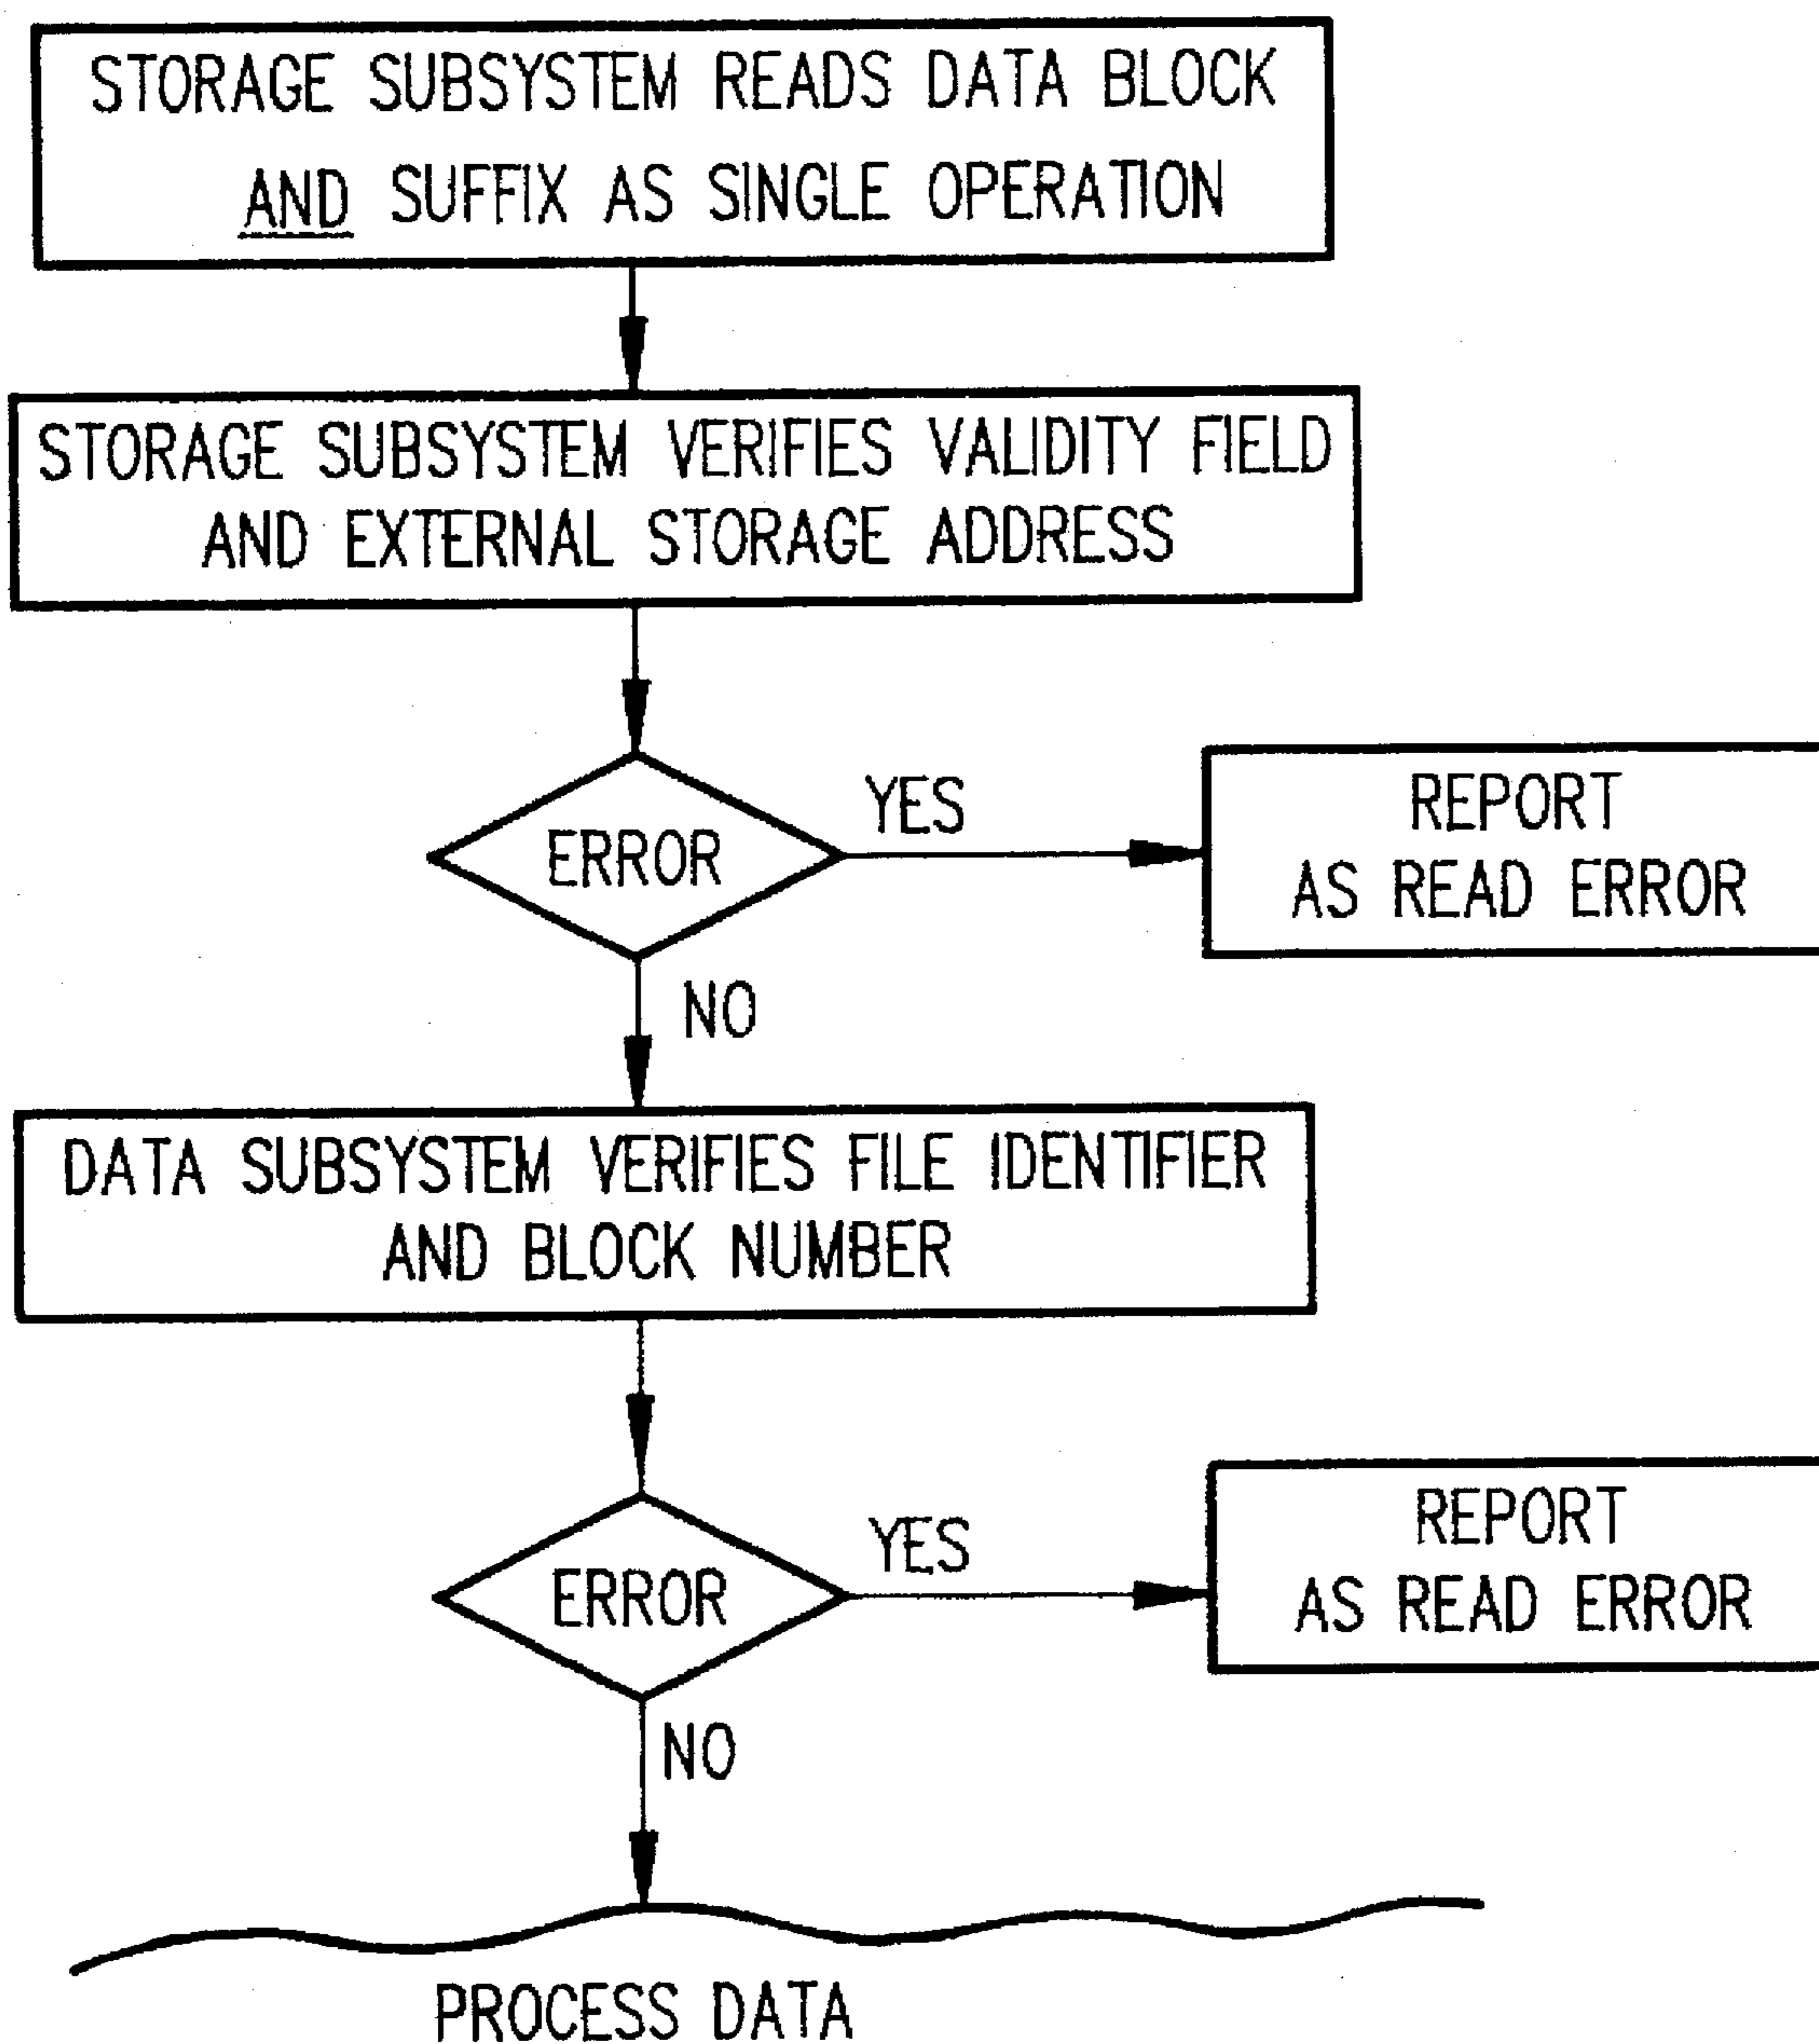 STORAGE SUBSYSTEM READS DATA BLOCK
AND SUFFIX AS SINGLE OPERATION
STORAGE SUBSYSTEM VERIFIES VALIDITY FIELD
AND EXTERNAL STORAGE ADDRESS
ERROR
YES
REPORT
AS READ ERROR
NO
DATA SUBSYSTEM VERIFIES FILE IDENTIFIER
AND BLOCK NUMBER
ERROR
YES
REPORT
AS READ ERROR
NO
PROCESS DATA